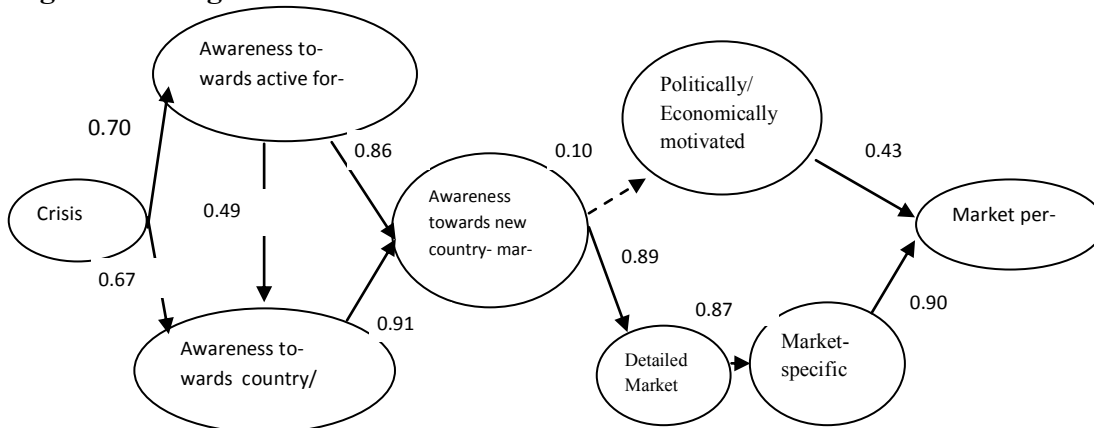 Awareness to-
wards active for-
0.70
Crisis
0.67
0.49
0.86
0.91
Awareness to-
wards country/
Awareness
towards new
country- mar-
0.10
Politically/
Economically
motivated
0.43
0.89
Detailed
Market
0.87
Market-
specific
0.90
Market per-